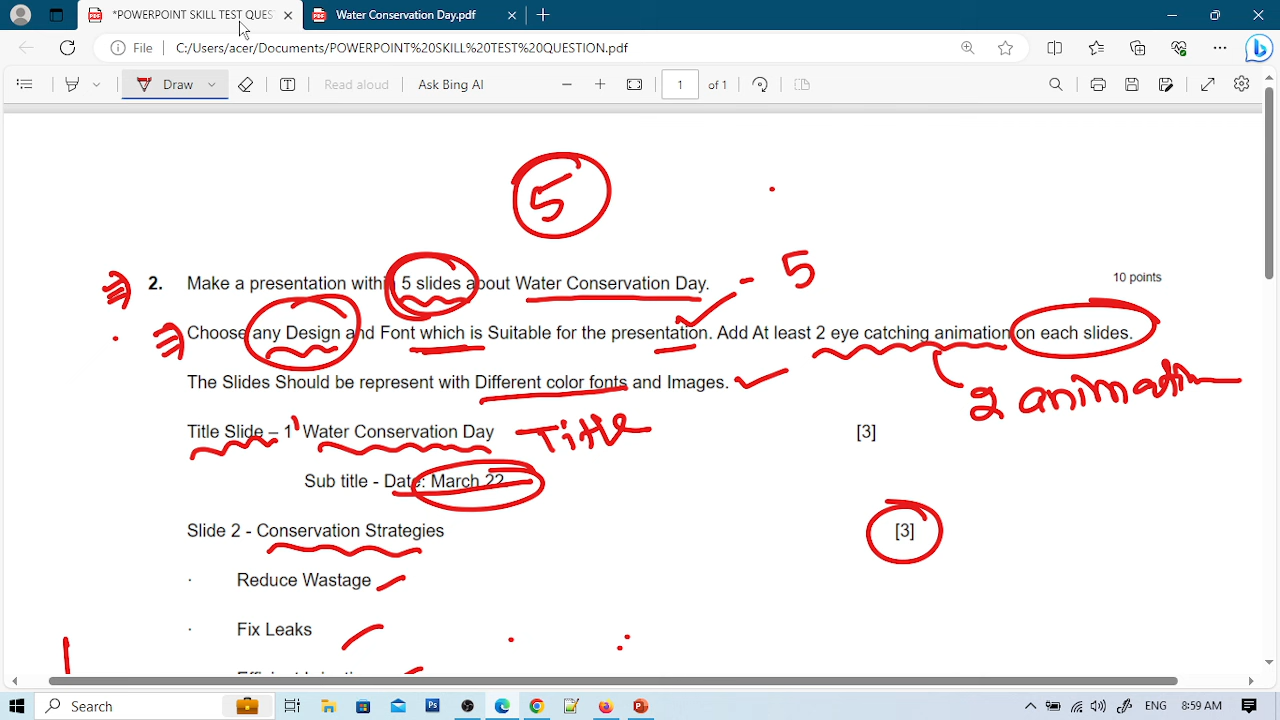 *POWERPOINT SKILL TEST QUES
Water Conservation Day.pdf
File
C:/Users/acer/Documents/POWERPOINT%20SKILL%20TEST%20QUESTION.pdf
Draw
Read aloud
Ask Bing AI
1
of 1
5
2. Make a presentation within 5 slides about Water Conservation Day. - 5
10 points
Choose any Design and Font which is Suitable for the presentation. Add At least 2 eye catching animation on each slides.
The Slides Should be represent with Different color fonts and Images.
2 animation
Title Slide – 1 Water Conservation Day Title [3]
Sub title - Date: March 22
Slide 2 - Conservation Strategies [3]
· Reduce Wastage
· Fix Leaks
Search
ENG
8:59 AM